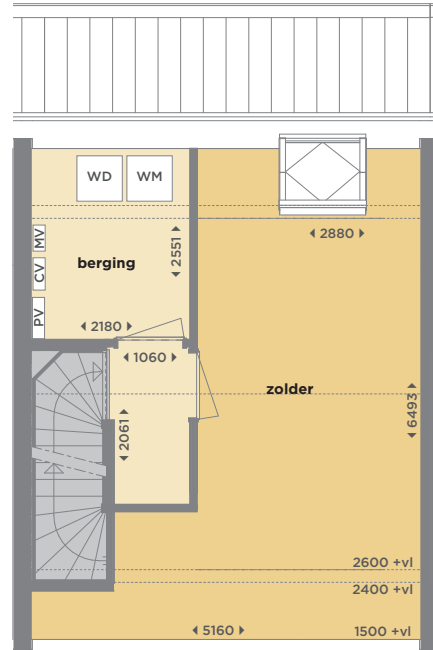 WD WM
MV
2551
2880
berging
CV
PV
2180
1060
zolder
2061
6493
2600 +vl
2400 +vl
5160
1500 +vl